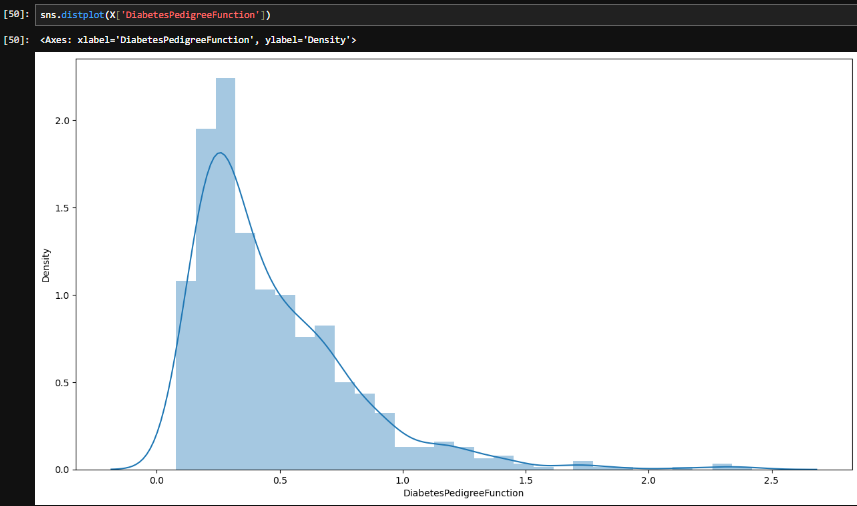 [50]: sns.distplot(X['DiabetesPedigreeFunction'])
[50]: <Axes: xlabel='DiabetesPedigreeFunction', ylabel='Density'>
2.0
1.5
1.0
0.5
0.0
Density
0.0 0.5 1.0 1.5 2.0 2.5
DiabetesPedigreeFunction